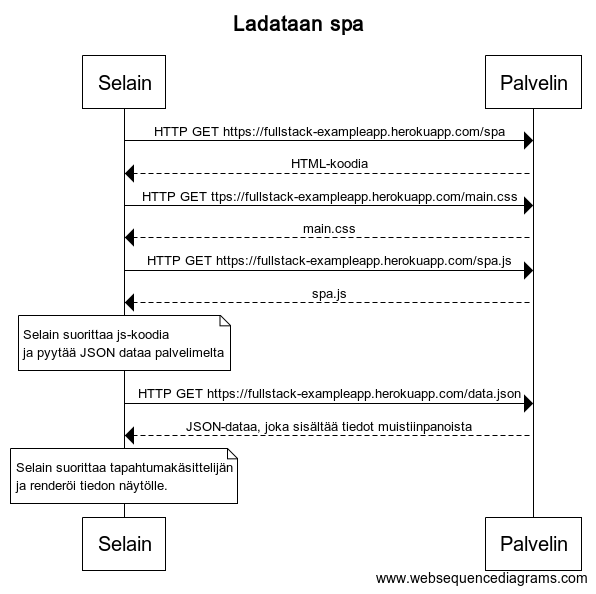 Ladataan spa
Selain
Palvelin
HTTP GET https://fullstack-exampleapp.herokuapp.com/spa
HTML-koodia
HTTP GET ttps://fullstack-exampleapp.herokuapp.com/main.css
main.css
HTTP GET https://fullstack-exampleapp.herokuapp.com/spa.js
spa.js
Selain suorittaa js-koodia
ja pyytää JSON dataa palvelimelta
HTTP GET https://fullstack-exampleapp.herokuapp.com/data.json
JSON-dataa, joka sisältää tiedot muistiinpanoista
Selain suorittaa tapahtumakäsittelijän
ja renderöi tiedon näytölle.
Selain
Palvelin
www.websequencediagrams.com